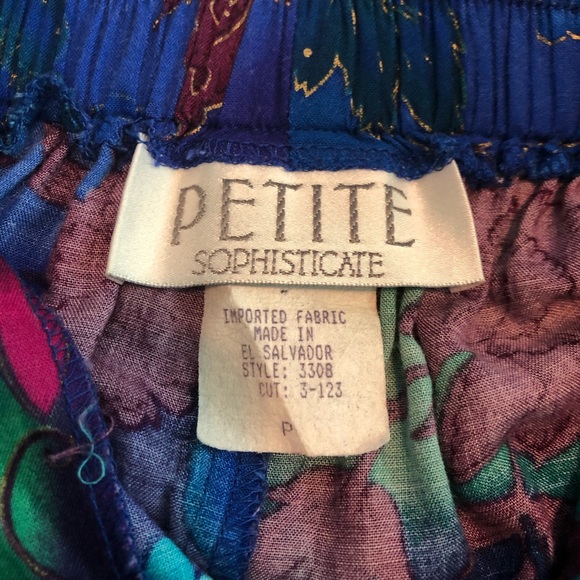 PETITE
SOPHISTICATE
IMPORTED FABRIC
MADE IN
EL SALVADOR
STYLE: 3308
CUT: 3-123
P